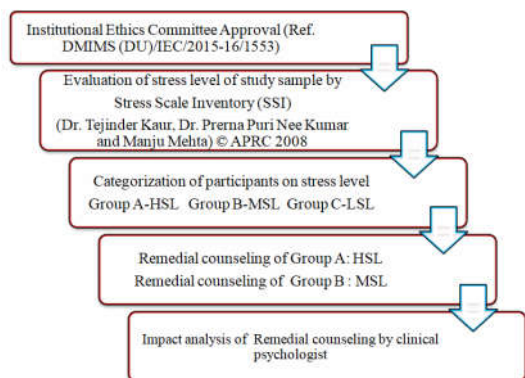 Institutional Ethics Committee Approval (Ref.
DMIMS (DU)/IEC/2015-16/1553)
Evaluation of stress level of study sample by
Stress Scale Inventory (SSI)
(Dr. Tejinder Kaur, Dr. Prerna Puri Nee Kumar
and Manju Mehta) © APRC 2008
Categorization of participants on stress level
Group A-HSL Group B-MSL Group C-LSL
Remedial counseling of Group A: HSL
Remedial counseling of Group B : MSL
Impact analysis of Remedial counseling by clinical
psychologist